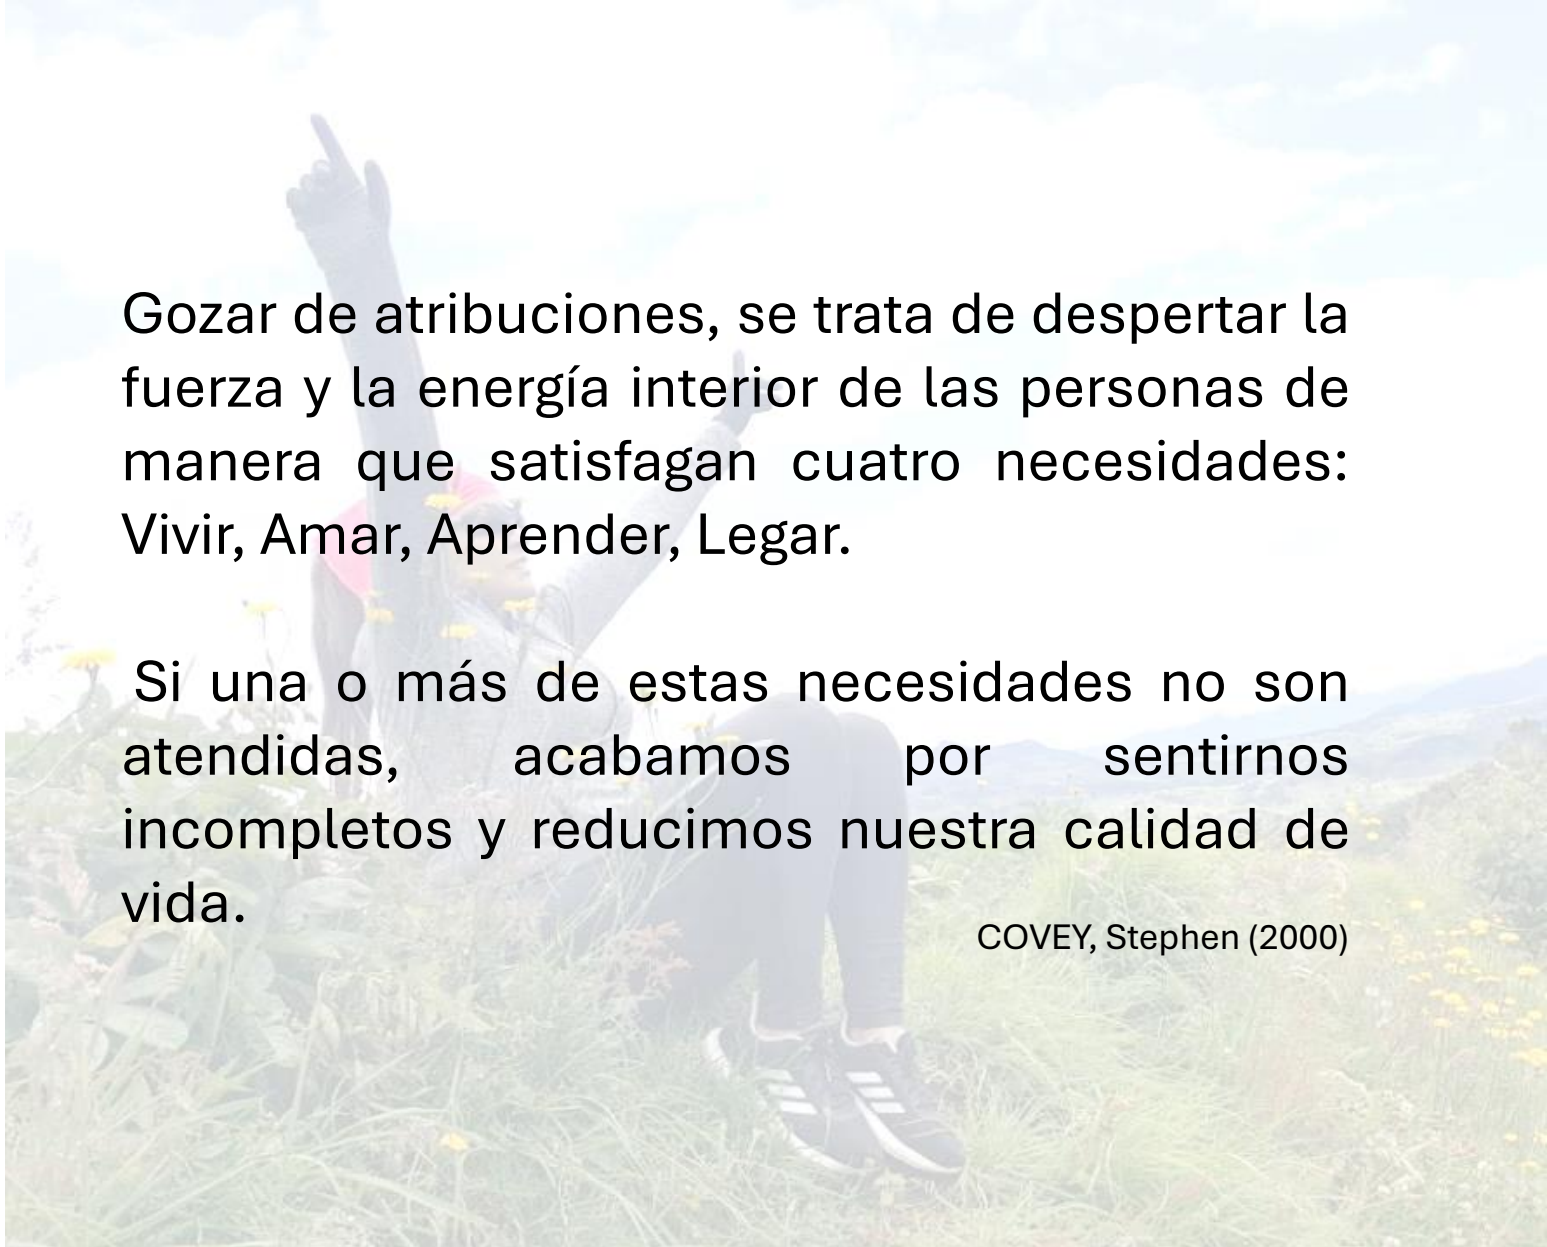 Gozar de atribuciones, se trata de despertar la
fuerza y la energía interior de las personas de
manera que satisfagan cuatro necesidades:
Vivir, Amar, Aprender, Legar.
Si una o más de estas necesidades no son
atendidas, acabamos por sentirnos
incompletos y reducimos nuestra calidad de
vida.
COVEY, Stephen (2000)